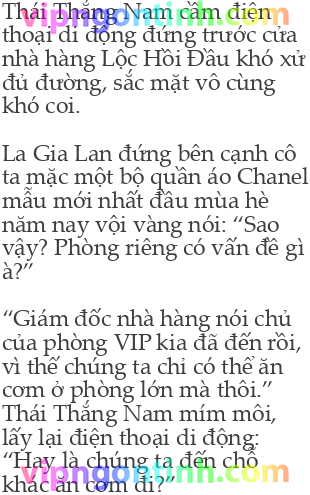 Thái Thắng Nam cầm điện
thoại di động đứng trước cửa
nhà hàng Lộc Hồi Đầu khó xử
đủ đường, sắc mặt vô cùng
khó coi.
La Gia Lan đứng bên cạnh cô
ta mặc một bộ quần áo Chanel
mẫu mới nhất đầu mùa hè
năm nay vội vàng nói: “Sao
vậy? Phòng riêng có vấn đề gì
à?”
“Giám đốc nhà hàng nói chủ
của phòng VIP kia đã đến rồi,
vì thế chúng ta chỉ có thể ăn
cơm ở phòng lớn mà thôi.”
Thái Thắng Nam mím môi,
lấy lại điện thoại di động:
“Hay là chúng ta đến chỗ
khác ăn cơm đi?”
vipngontinh.com
vipngontinh.com